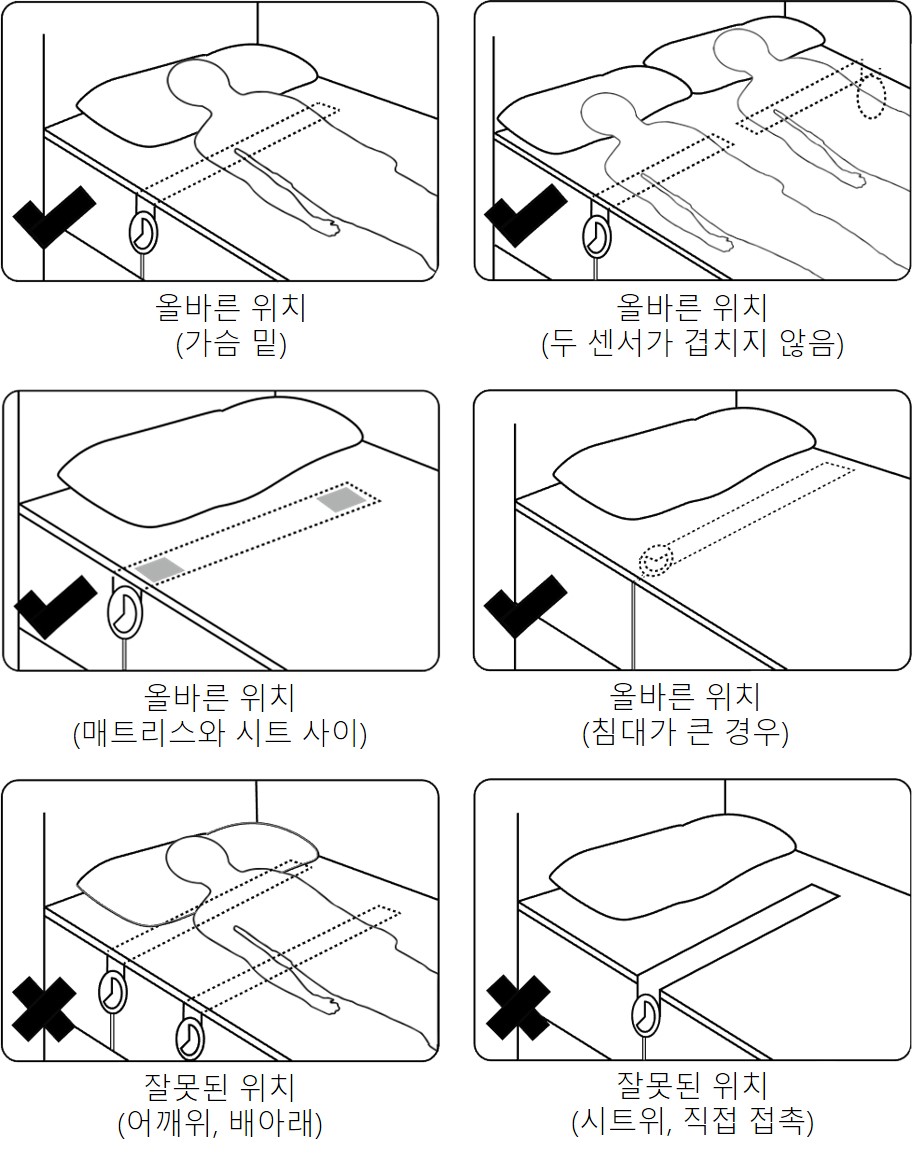 올바른 위치
(가슴 밑)
올바른 위치
(두 센서가 겹치지 않음)
올바른 위치
(매트리스와 시트 사이)
올바른 위치
(침대가 큰 경우)
잘못된 위치
(어깨위, 배아래)
잘못된 위치
(시트위, 직접 접촉)